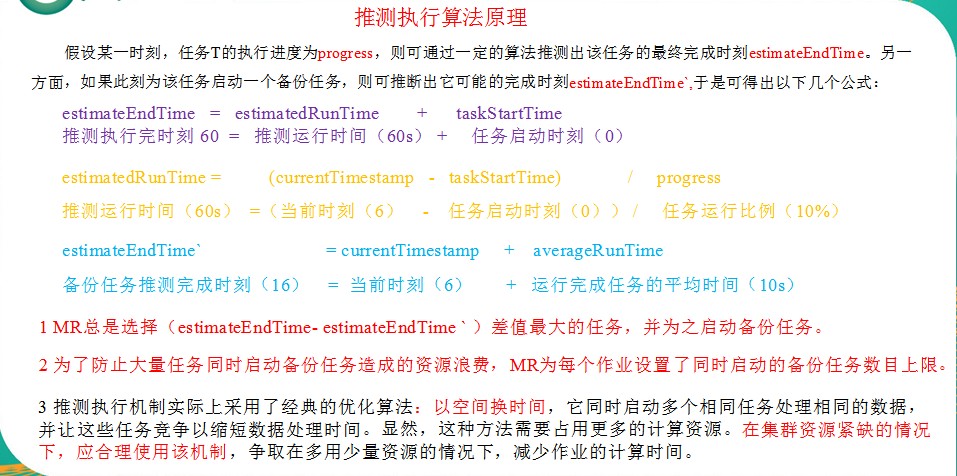 推测执行算法原理
假设某一时刻，任务T的执行进度为progress，则可通过一定的算法推测出该任务的最终完成时刻estimateEndTime。另一
方面，如果此刻为该任务启动一个备份任务，则可推断出它可能的完成时刻estimateEndTime`,于是可得出以下几个公式：
estimateEndTime = estimatedRunTime + taskStartTime
推测执行完时刻 60 = 推测运行时间（60s）+ 任务启动时刻（0）
estimatedRunTime = (currentTimestamp - taskStartTime) / progress
推测运行时间（60s） =（当前时刻（6） - 任务启动时刻（0））/ 任务运行比例（10%）
estimateEndTime` = currentTimestamp + averageRunTime
备份任务推测完成时刻（16） = 当前时刻（6） + 运行完成任务的平均时间（10s）
1 MR总是选择（estimateEndTime- estimateEndTime ` ）差值最大的任务，并为之启动备份任务。
2 为了防止大量任务同时启动备份任务造成的资源浪费，MR为每个作业设置了同时启动的备份任务数目上限。
3 推测执行机制实际上采用了经典的优化算法：以空间换时间，它同时启动多个相同任务处理相同的数据，
并让这些任务竞争以缩短数据处理时间。显然，这种方法需要占用更多的计算资源。在集群资源紧缺的情况
下，应合理使用该机制，争取在多用少量资源的情况下，减少作业的计算时间。